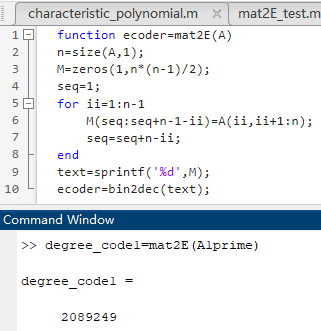 characteristic_polynomial.m × mat2E_test.m
1 function ecoder=mat2E(A)
2 n=size(A,1);
3 M=zeros(1,n*(n-1)/2);
4 seq=1;
5 for ii=1:n-1
6 M(seq:seq+n-1-ii)=A(ii,ii+1:n);
7 seq=seq+n-ii;
8 end
9 text=sprintf('%d',M);
10 ecoder=bin2dec(text);
Command Window
>> degree_code1=mat2E(A1prime)
degree_code1 =
2089249